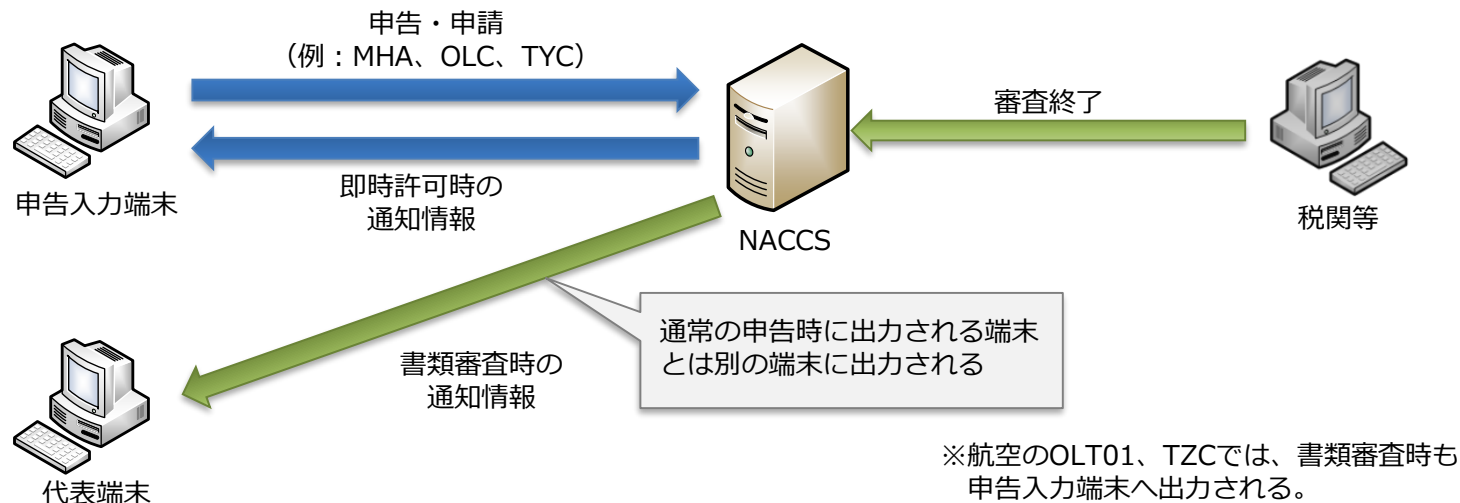 申告・申請
（例：MHA、OLC、TYC）
審査終了
申告入力端末
即時許可時の
通知情報
NACCS
税関等
通常の申告時に出力される端末
とは別の端末に出力される
書類審査時の
通知情報
代表端末
※航空のOLT01、TZCでは、書類審査時も
申告入力端末へ出力される。